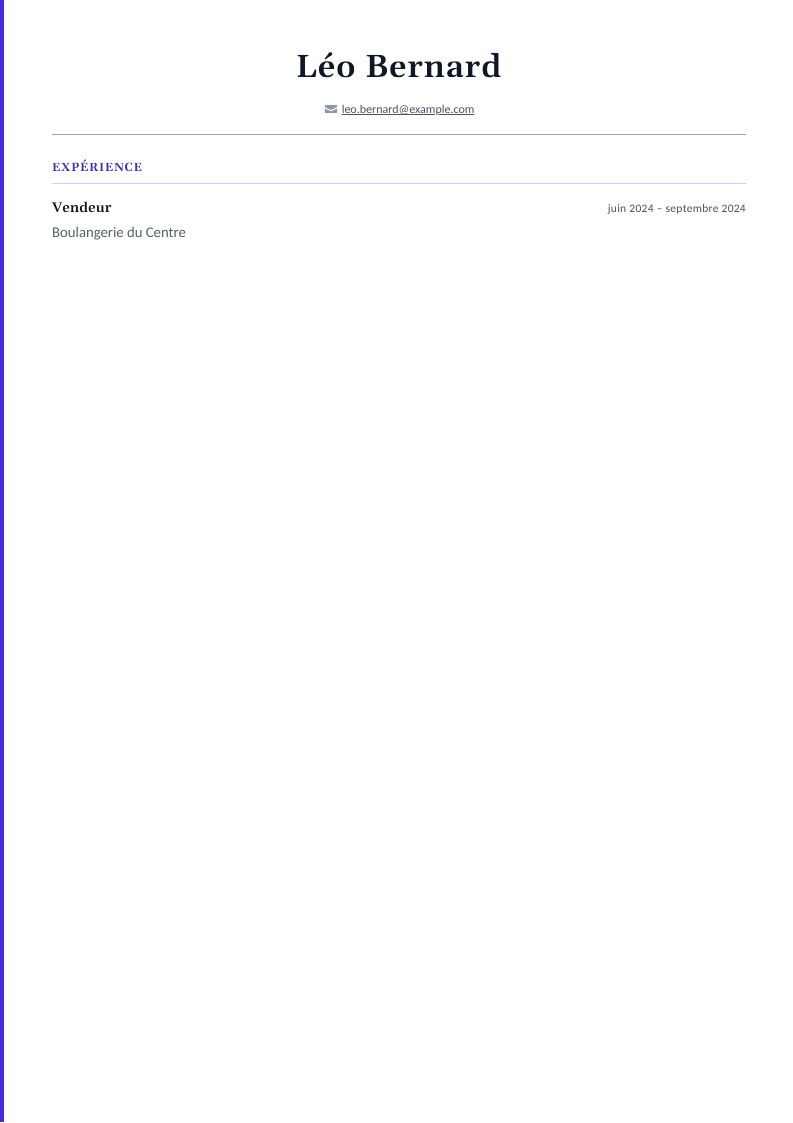 Léo Bernard
leo.bernard@example.com
EXPÉRIENCE
Vendeur juin 2024 – septembre 2024
Boulangerie du Centre